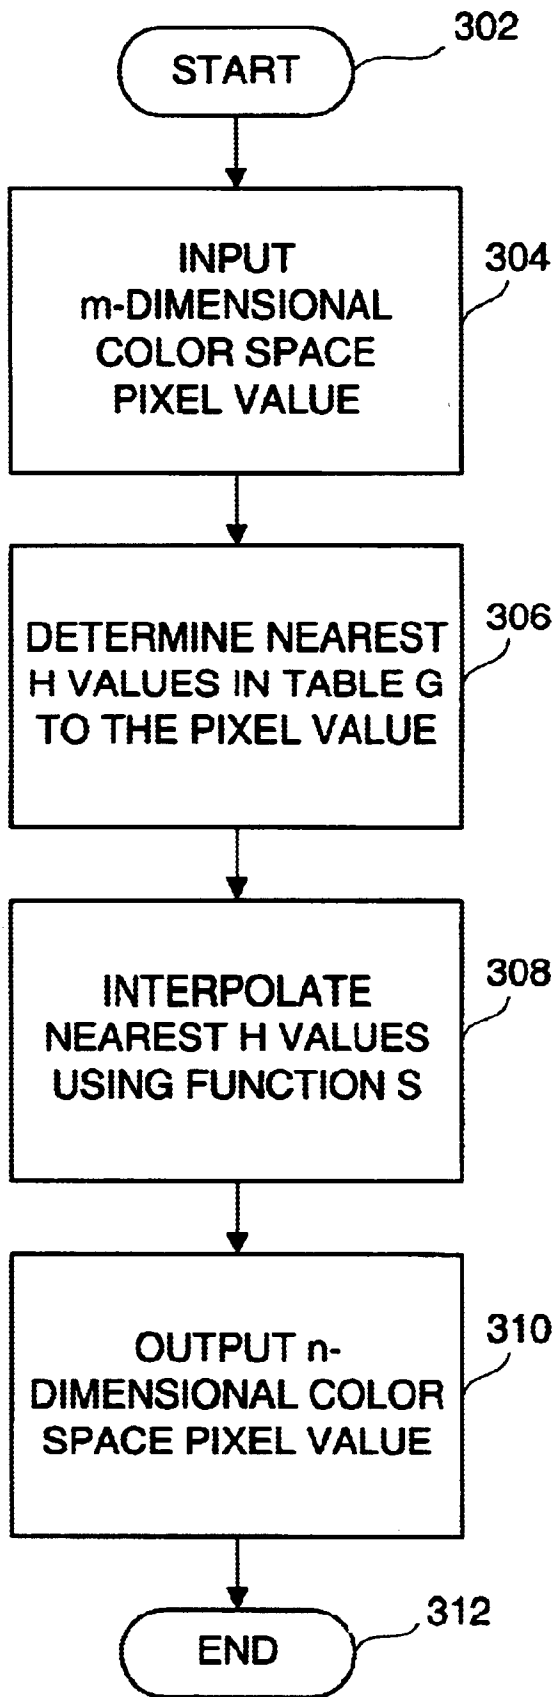 302
START
304
INPUT
m-DIMENSIONAL
COLOR SPACE
PIXEL VALUE
306
DETERMINE NEAREST
H VALUES IN TABLE G
TO THE PIXEL VALUE
308
INTERPOLATE
NEAREST H VALUES
USING FUNCTION S
310
OUTPUT n-
DIMENSIONAL COLOR
SPACE PIXEL VALUE
312
END